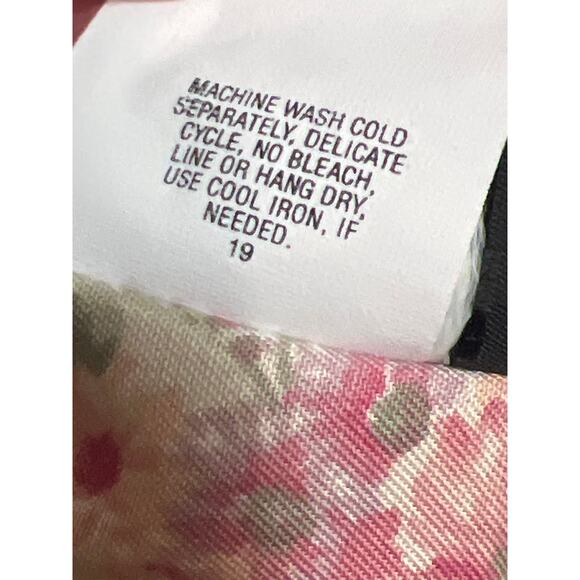 MACHINE WASH COLD
SEPARATELY, DELICATE
CYCLE, NO BLEACH,
LINE OR HANG DRY,
USE COOL IRON, IF
NEEDED.
19